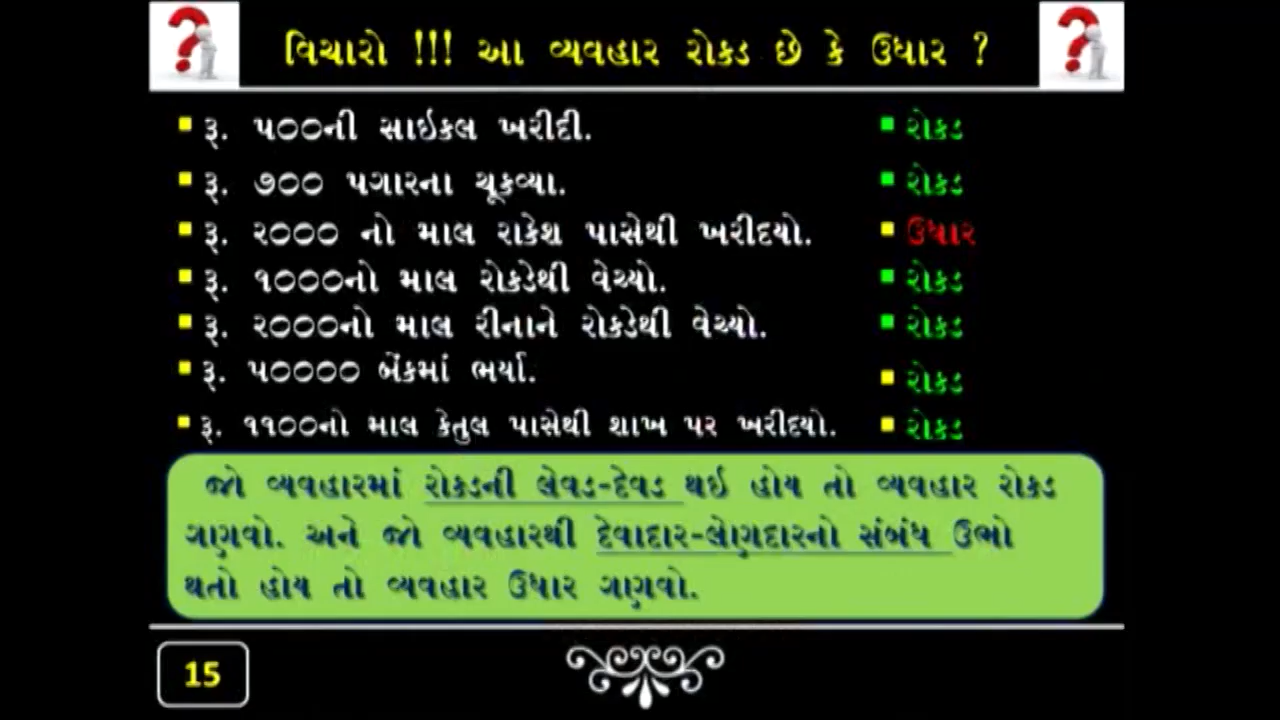 વિચારો !!! આ વ્યવહાર રોકડ છે કે ઉધાર ?
રૂ. ૫૦૦ની સાઇકલ ખરીદી. રોકડ
રૂ. ૭૦૦ પગારના ચૂકવ્યા. રોકડ
રૂ. ૨૦૦૦ નો માલ રાકેશ પાસેથી ખરીદયો. ઉધાર
રૂ. ૧૦૦૦નો માલ રોકડેથી વેચ્યો. રોકડ
રૂ. ૨૦૦૦નો માલ રીનાને રોકડેથી વેચ્યો. રોકડ
રૂ. ૫૦૦૦૦ બેંકમાં ભર્યા. રોકડ
રૂ. ૧૧૦૦નો માલ કેતુલ પાસેથી શાખ પર ખરીદયો. રોકડ
જો વ્યવહારમાં રોકડની લેવડ-દેવડ થઇ હોય તો વ્યવહાર રોકડ
ગાણવો. અને જો વ્યવહારથી દેવાદાર-લેણદારનો સંબંધ ઉભો
થતો હોય તો વ્યવહાર ઉધાર ગાણવો.
15